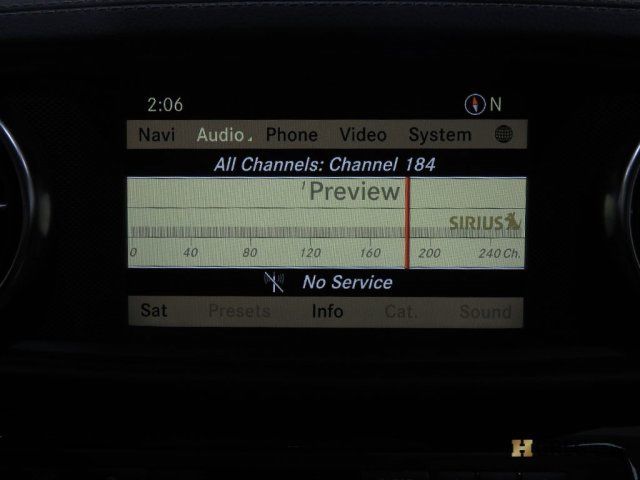 2:06 N
Navi Audio Phone Video System
All Channels: Channel 184
'Preview
SIRIUS
0 40 80 120 160 200 240 Ch.
No Service
Sat Presets Info Cat. Sound
H